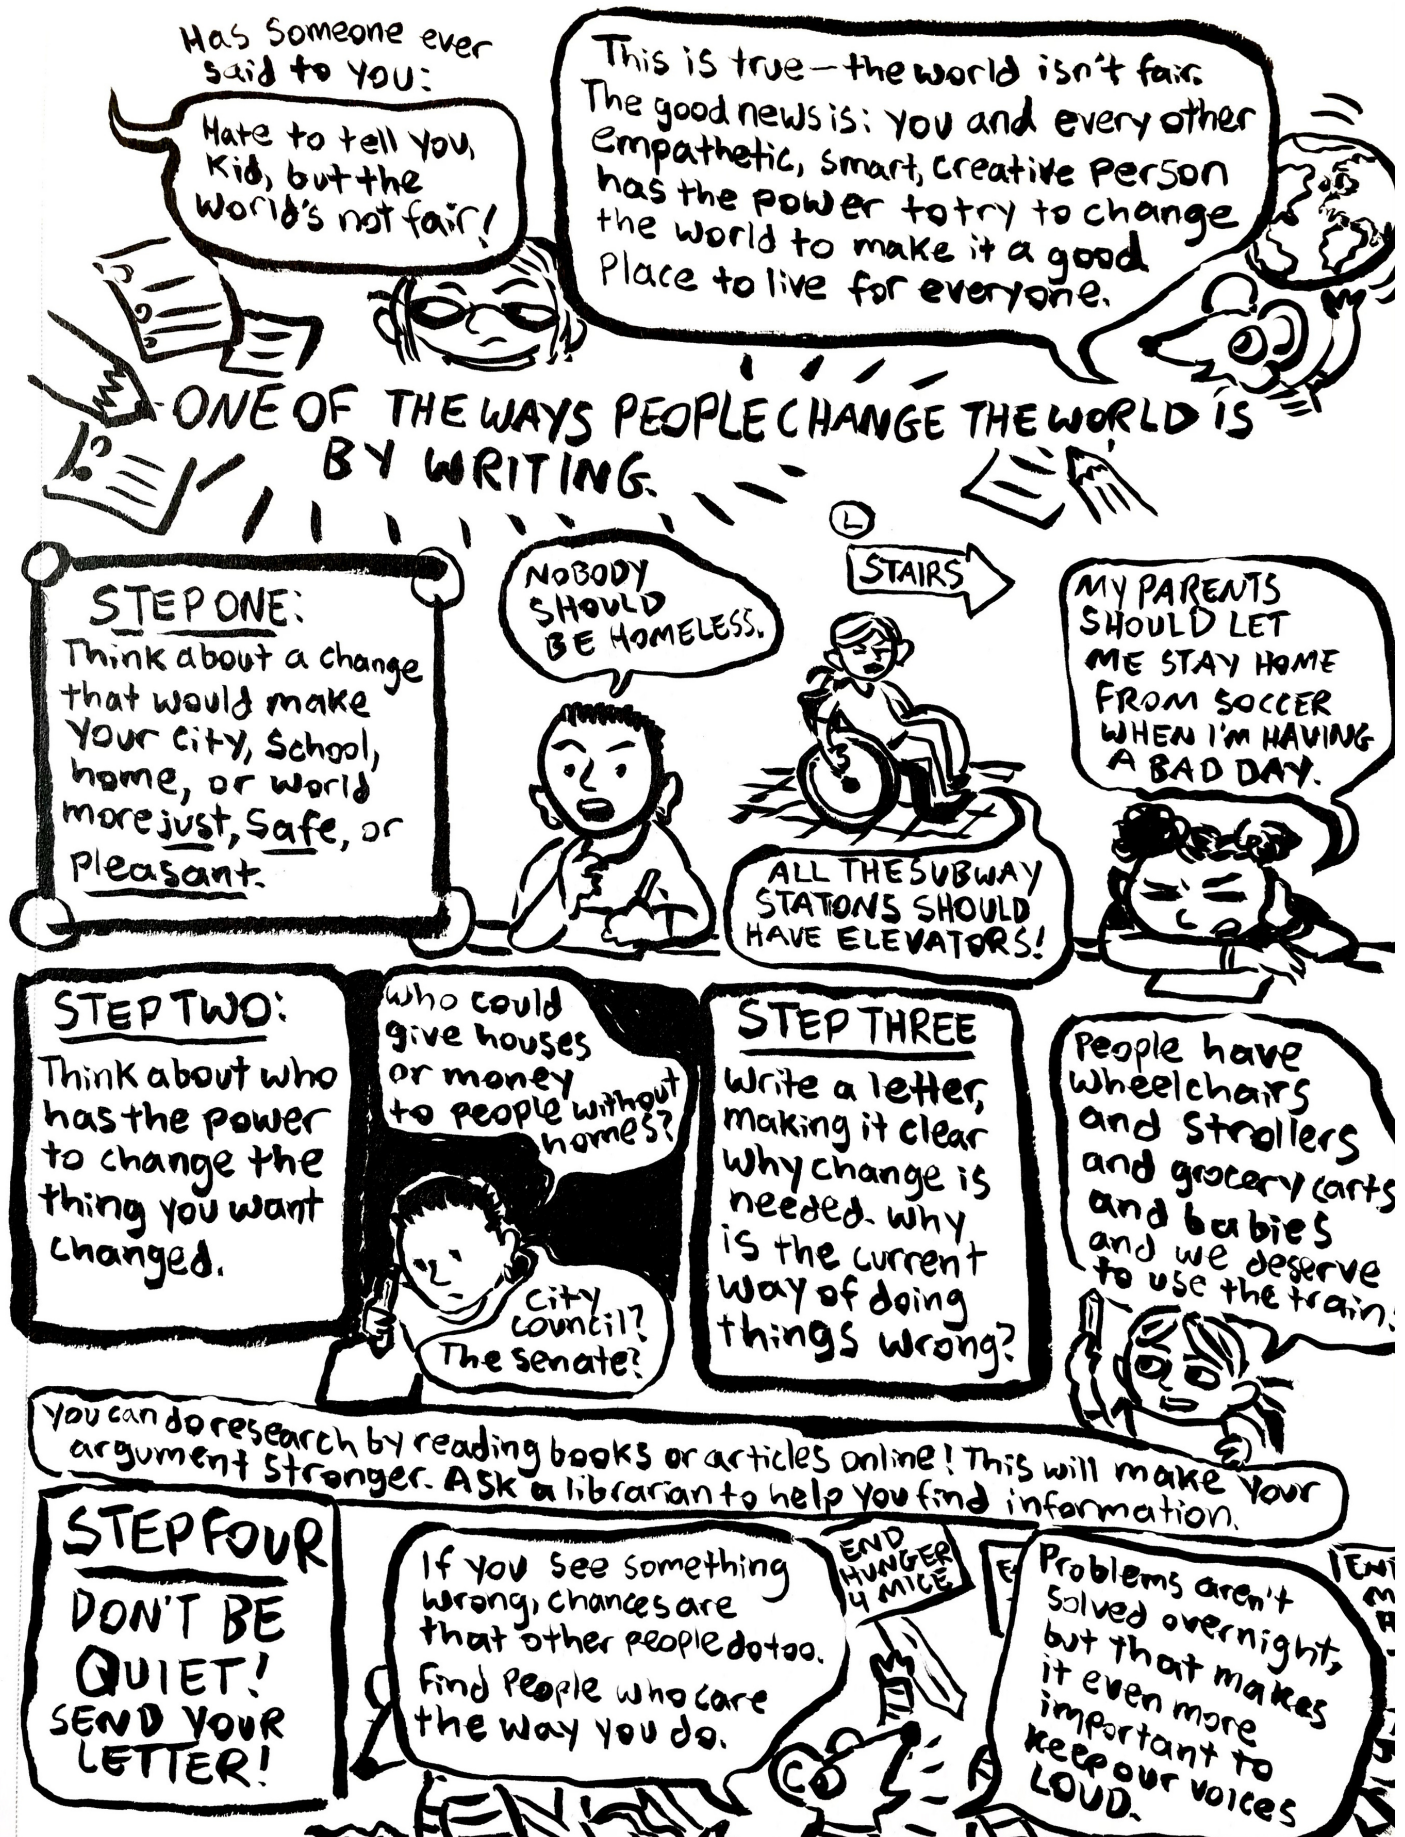 Has someone ever
said to you:
Hate to tell you,
Kid, but the
world's not fair!
This is true—the world isn't fair.
The good news is: you and every other
empathetic, smart, creative person
has the power to try to change
the world to make it a good
place to live for everyone.
ONE OF THE WAYS PEOPLE CHANGE THE WORLD IS
BY WRITING.
STEP ONE:
Think about a change
that would make
your city, school,
home, or world
more just, safe, or
pleasant.
NOBODY
SHOULD
BE HOMELESS.
L
STAIRS
ALL THE SUBWAY
STATONS SHOULD
HAVE ELEVATORS!
MY PARENTS
SHOULD LET
ME STAY HOME
FROM SOCCER
WHEN I'M HAVING
A BAD DAY.
STEP TWO:
Think about who
has the power
to change the
thing you want
changed.
Who could
give houses
or money
to people without
homes?
City
council?
The senate?
STEP THREE
Write a letter,
making it clear
why change is
needed. Why
is the current
way of doing
things wrong?
People have
wheelchairs
and strollers
and grocery carts
and babies
and we deserve
to use the train.
You can do research by reading books or articles online! This will make your
argument stronger. Ask a librarian to help you find information.
STEP FOUR
DON'T BE
QUIET!
SEND YOUR
LETTER!
If you see something
wrong, chances are
that other people do too.
Find people who care
the way you do.
END
HUNGER
4 MICE
E
Problems aren't
solved overnight,
but that makes
it even more
important to
keep our voices
LOUD.
EN
M